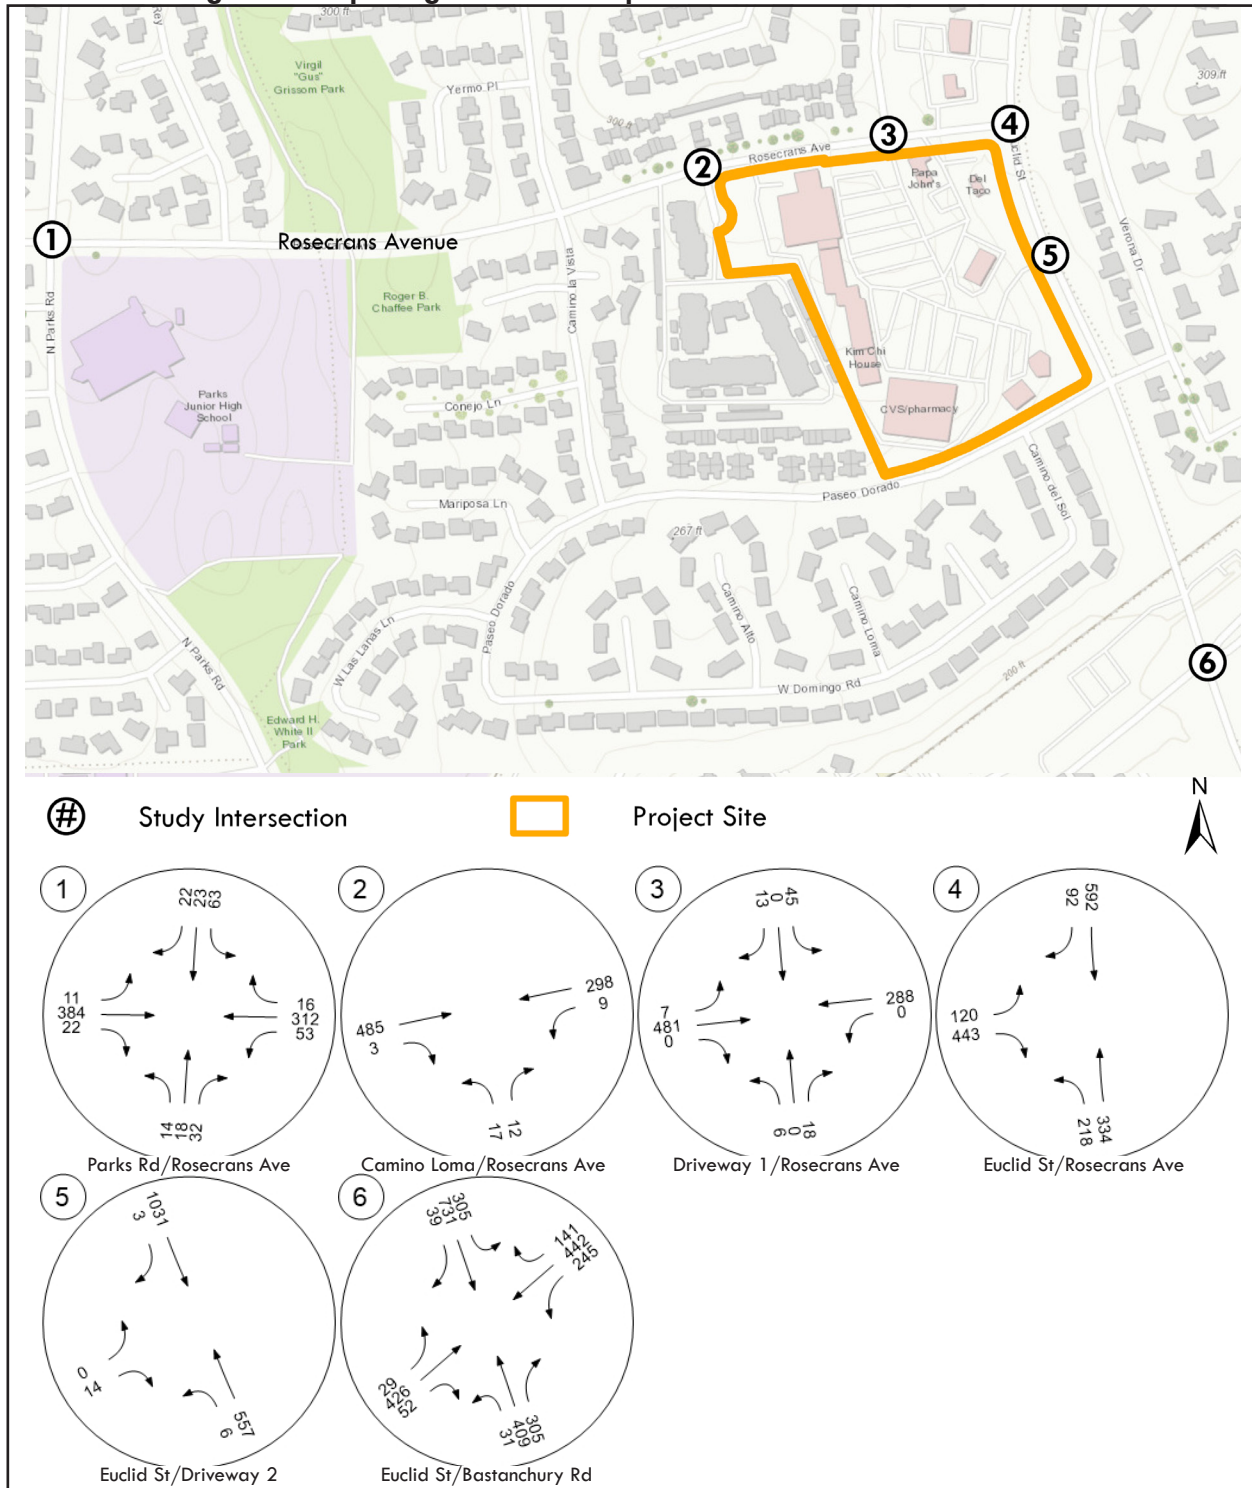 Rey
300 ft
Virgil
"Gus"
Grissom Park
Yermo Pl
300 ft
309 ft
3
4
2
Rosecrans Ave
Euclid St
Papa
John's
Del
Taco
1
Rosecrans Avenue
5
Verona Dr
N Parks Rd
Camino la Vista
Roger B.
Chaffee Park
Kim Chi
House
Parks
Junior High
School
Conejo Ln
CVS/pharmacy
Camino del Sol
Mariposa Ln
Paseo Dorado
267 ft
Paseo Dorado
Camino Alto
Camino Loma
W Las Lanas Ln
N Parks Rd
200 ft
6
W Domingo Rd
Edward H.
White II
Park
N
#
Study Intersection
Project Site
1
22
23
63
11
384
22
16
312
53
14
18
32
Parks Rd/Rosecrans Ave
2
298
9
485
3
17
12
Camino Loma/Rosecrans Ave
3
13
0
45
7
481
0
288
0
6
0
18
Driveway 1/Rosecrans Ave
4
92
592
120
443
218
334
Euclid St/Rosecrans Ave
5
3
1031
0
14
6
557
Euclid St/Driveway 2
6
39
731
305
141
442
245
29
426
52
31
409
305
Euclid St/Bastanchury Rd